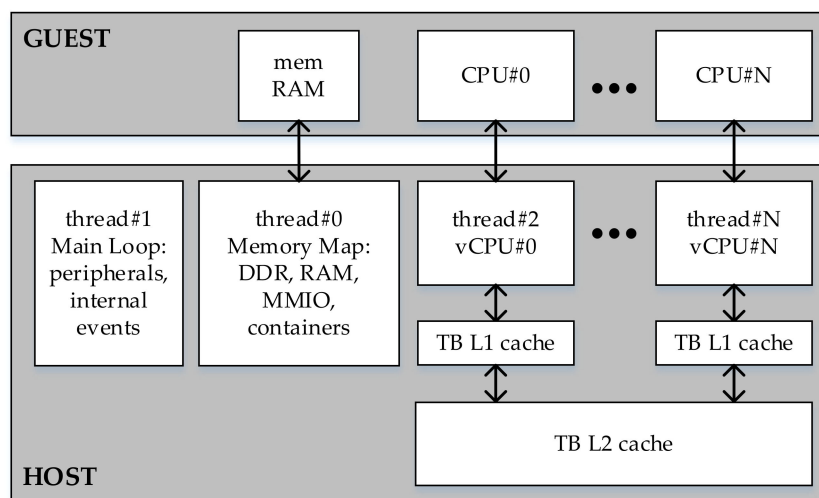 GUEST
mem
RAM
CPU#0
CPU#N
thread#1
Main Loop:
peripherals,
internal
events
thread#0
Memory Map:
DDR, RAM,
MMIO,
containers
thread#2
vCPU#0
thread#N
vCPU#N
TB L1 cache
TB L1 cache
TB L2 cache
HOST